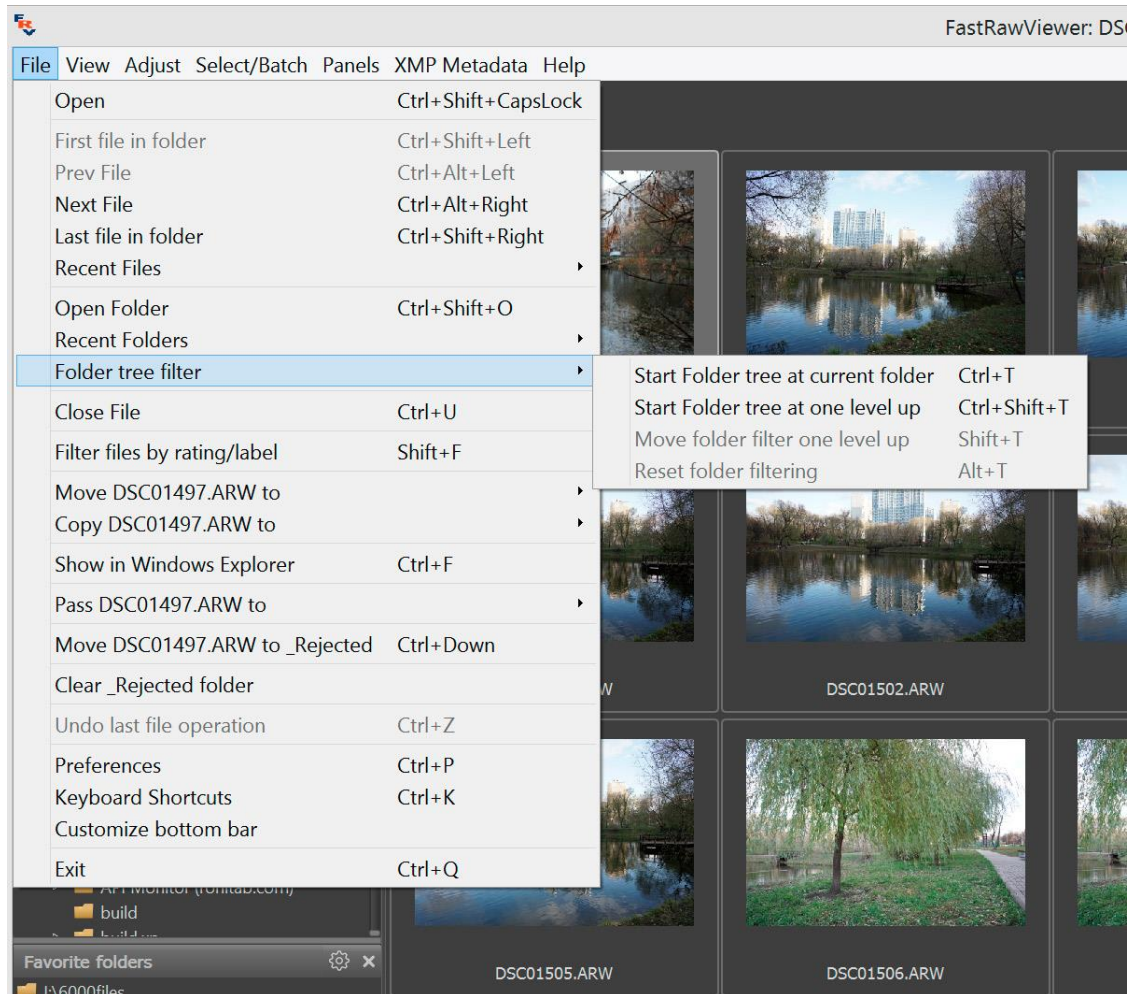 FastRawViewer: DSC
File View Adjust Select/Batch Panels XMP Metadata Help
Open Ctrl+Shift+CapsLock
First file in folder Ctrl+Shift+Left
Prev File Ctrl+Alt+Left
Next File Ctrl+Alt+Right
Last file in folder Ctrl+Shift+Right
Recent Files
Open Folder Ctrl+Shift+O
Recent Folders
Folder tree filter
Start Folder tree at current folder Ctrl+T
Start Folder tree at one level up Ctrl+Shift+T
Move folder filter one level up Shift+T
Reset folder filtering Alt+T
Close File Ctrl+U
Filter files by rating/label Shift+F
Move DSC01497.ARW to
Copy DSC01497.ARW to
Show in Windows Explorer Ctrl+F
Pass DSC01497.ARW to
Move DSC01497.ARW to _Rejected Ctrl+Down
Clear _Rejected folder
W DSC01502.ARW
Undo last file operation Ctrl+Z
Preferences Ctrl+P
Keyboard Shortcuts Ctrl+K
Customize bottom bar
Exit Ctrl+Q
API Monitor (rohitab.com)
build
Favorite folders
DSC01505.ARW DSC01506.ARW
J:\6000files